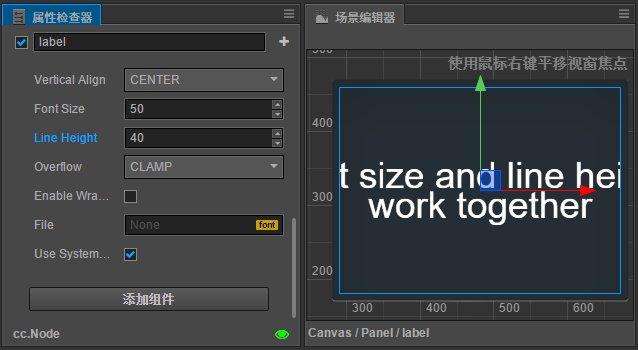 属性检查器
label
Vertical Align CENTER
Font Size 50
Line Height 40
Overflow CLAMP
Enable Wra...
File None font
Use System...
添加组件
cc.Node
场景编辑器
使用鼠标右键平移视窗焦点
500
400
300
200
t size and line hei
work together
300 400 500 600
Canvas / Panel / label